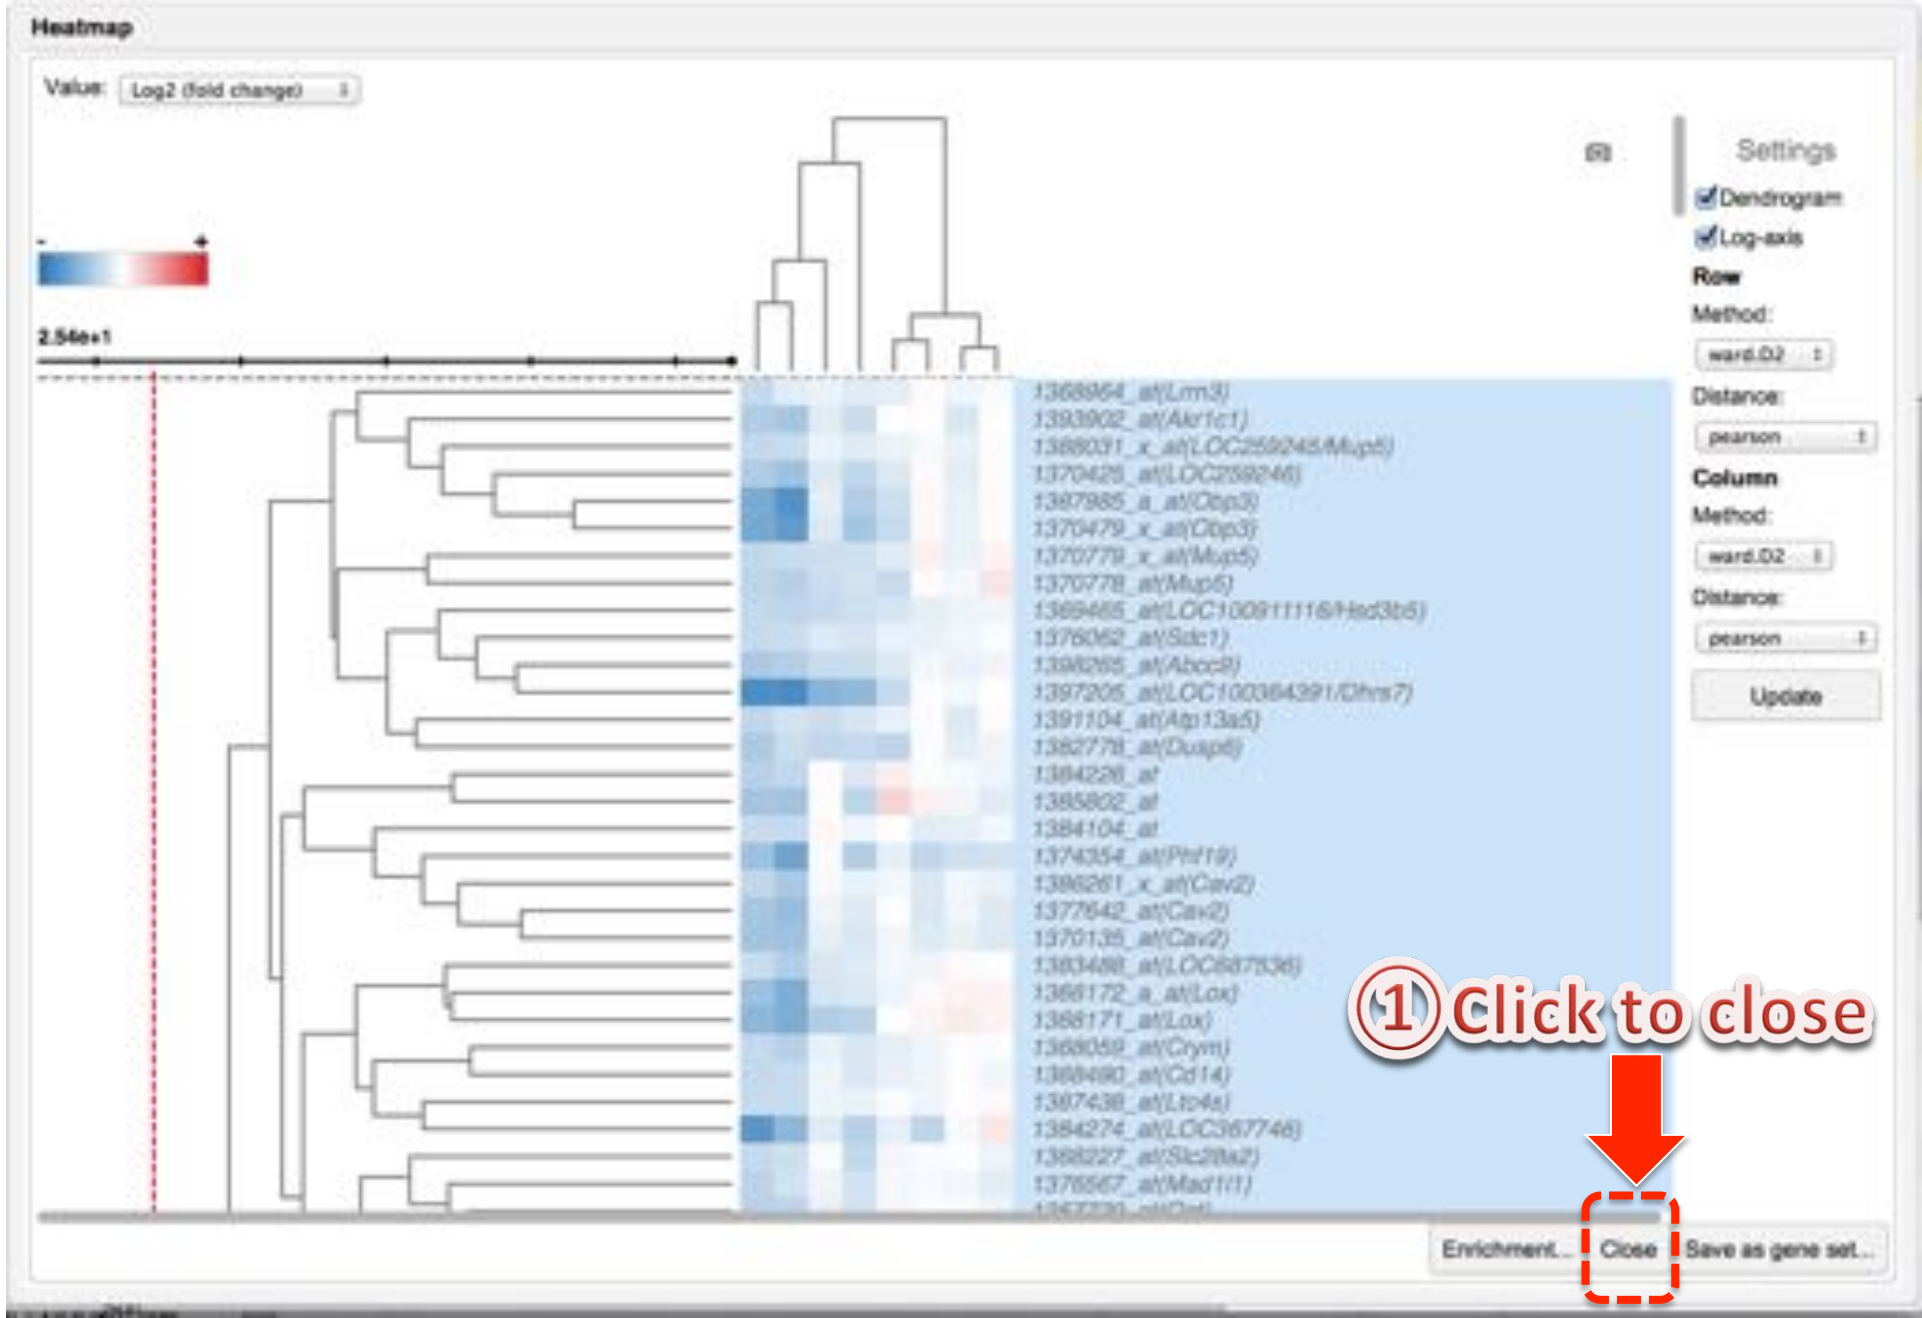 Heatmap
Value: Log2 (fold change)
Settings
Dendrogram
- +
Log-axis
Row
Method:
2.54e+1
ward.D2
1368964_at(Lrrn3)
Distance:
1393902_at(Akr1c1)
pearson
1388031_x_at(LOC259245/Mup5)
1370425_at(LOC259246)
Column
1387985_a_at(Obp3)
Method:
1370479_x_at(Obp3)
ward.D2
1370779_x_at(Mup5)
1370778_at(Mup5)
Distance:
1369465_at(LOC100911116/Hsd3b5)
1376062_at(Sdc1)
pearson
1398265_at(Abcc9)
1397205_at(LOC100364391/Dhrs7)
Update
1391104_at(Atp13a5)
1382778_at(Dusp6)
1384226_at
1385802_at
1384104_at
1374354_at(Phf19)
1386261_x_at(Cav2)
1377642_at(Cav2)
1370135_at(Cav2)
1383488_at(LOC687536)
1368172_a_at(Lox)
1368171_at(Lox)
①Click to close
1368059_at(Crym)
1368490_at(Cd14)
1387438_at(Ltc4s)
1384274_at(LOC367746)
1368227_at(Slc28a2)
1376567_at(Mad1l1)
Enrichment... Close Save as gene set...